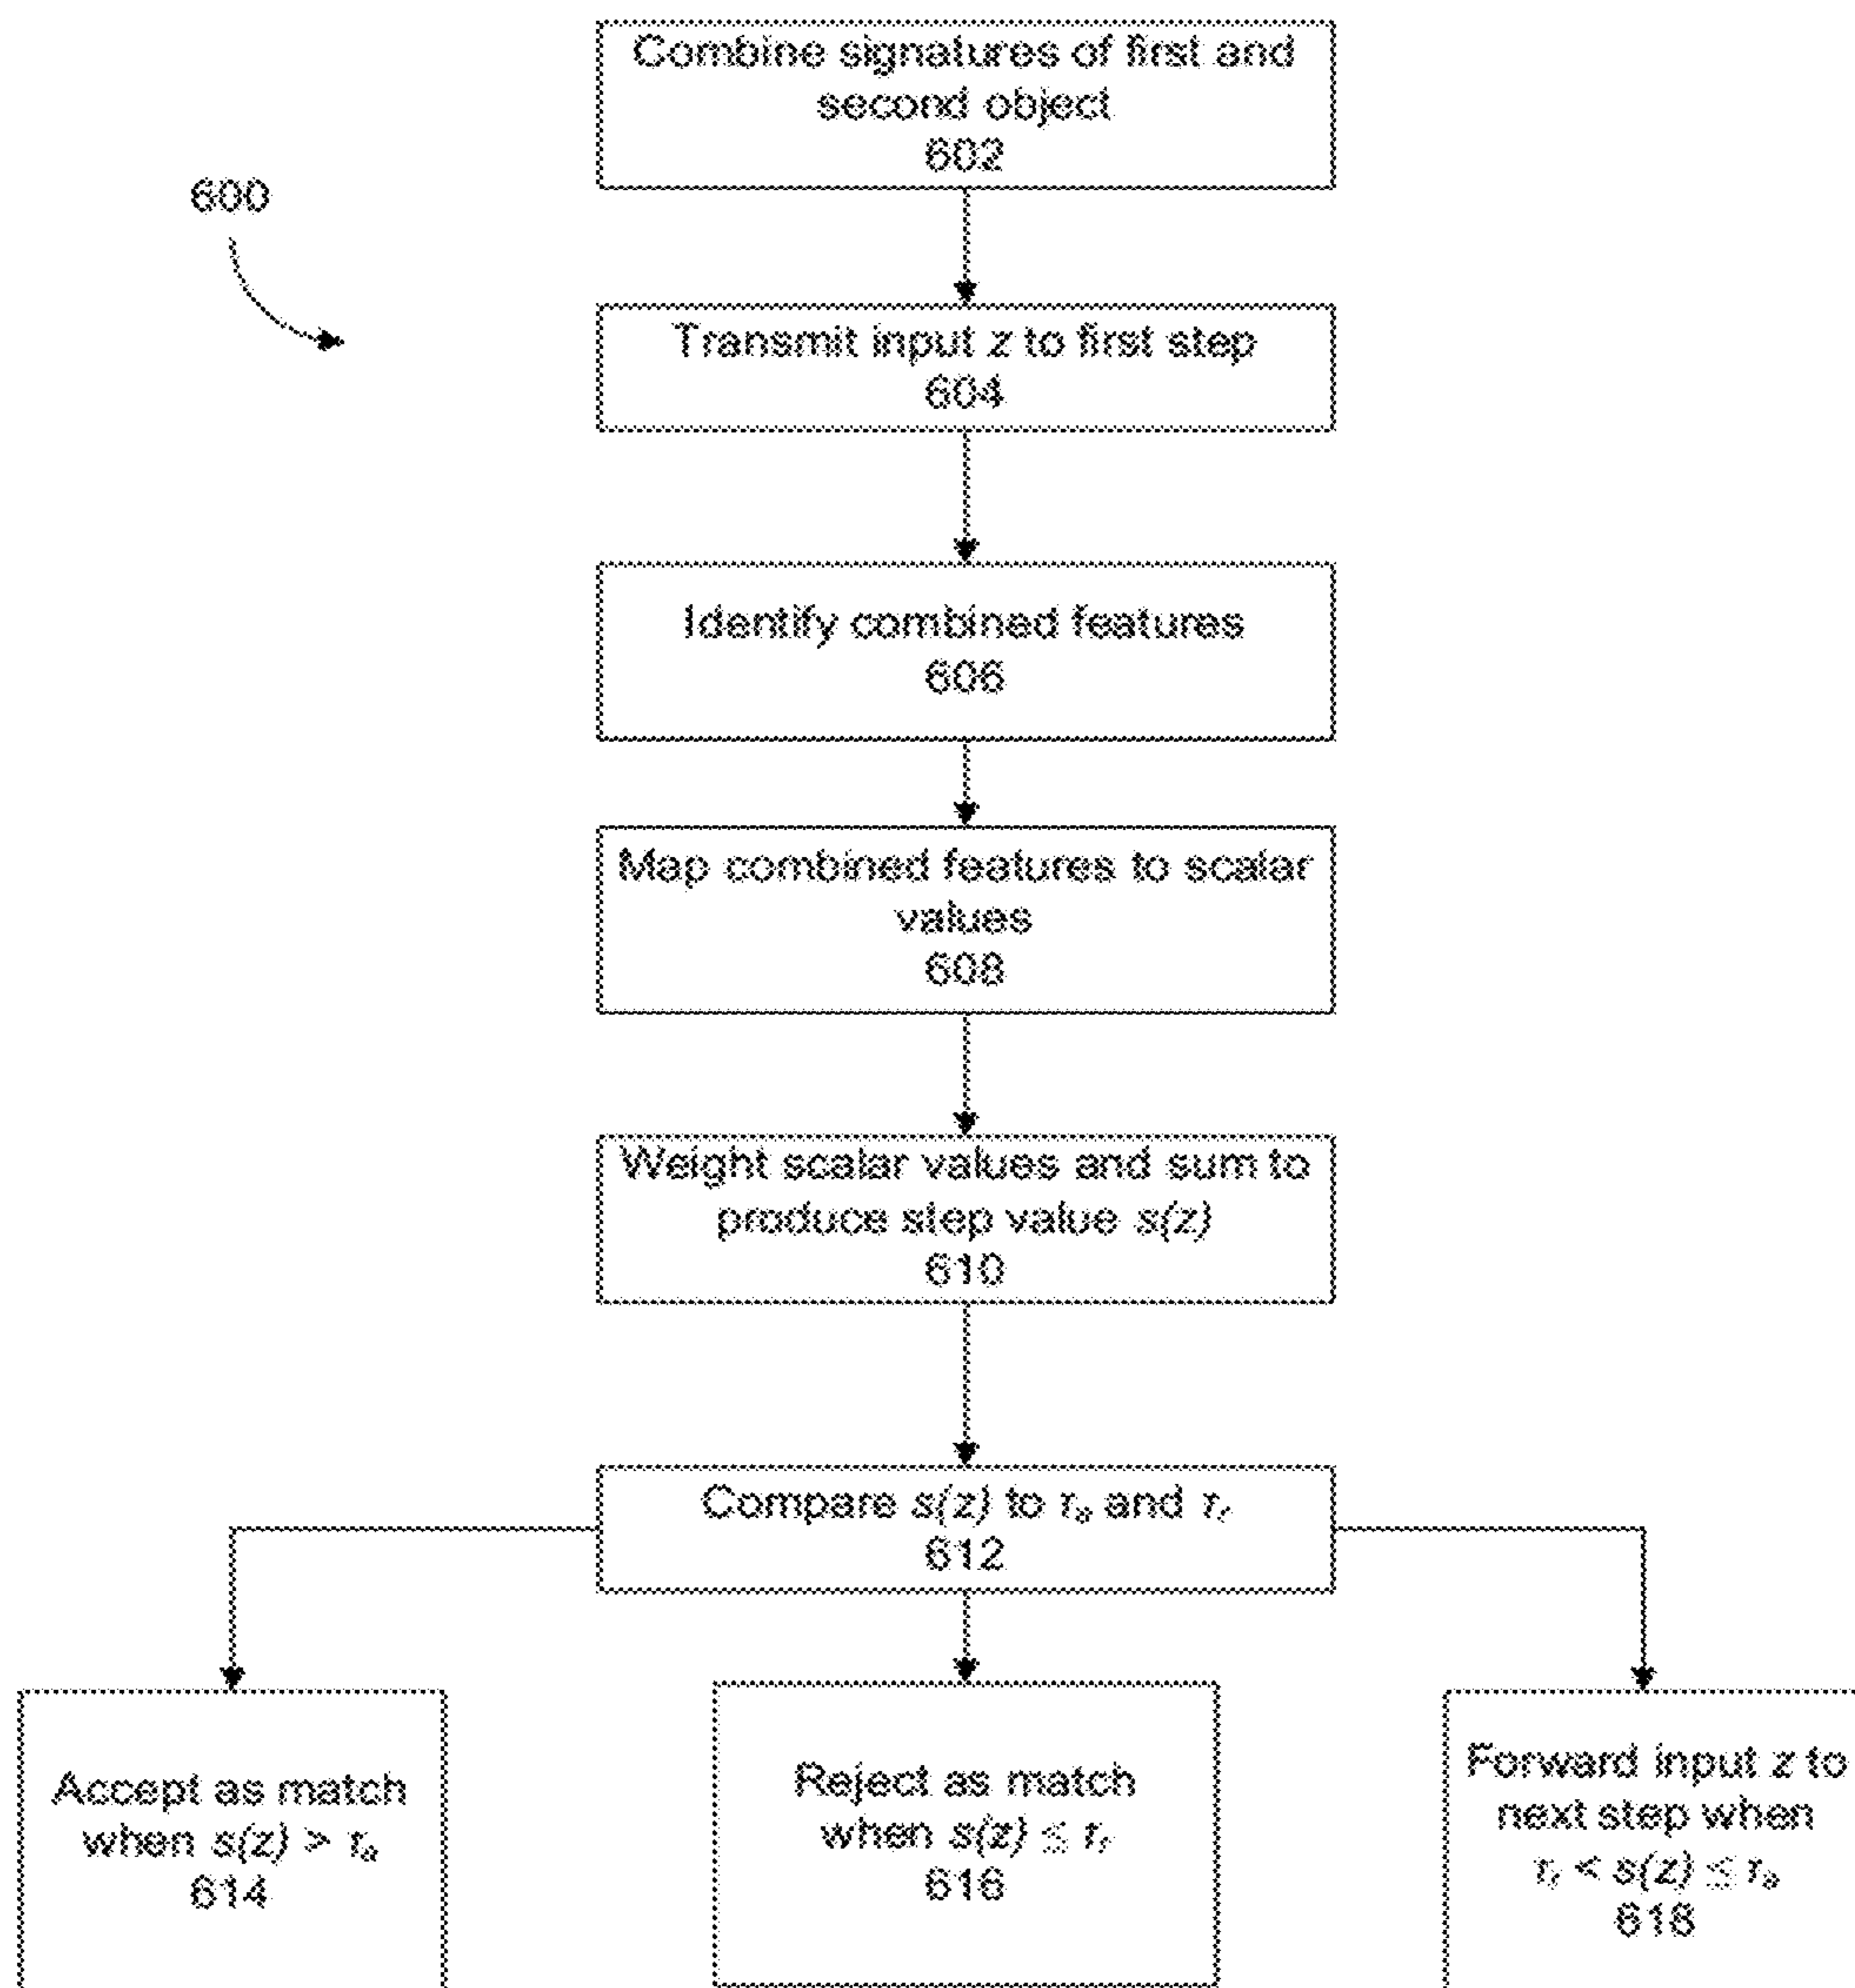 Combine signatures of first and
second object
602
600
Transmit input z to first step
604
Identify combined features
606
Map combined features to scalar
values
608
Weight scalar values and sum to
produce step value s(z)
610
Compare s(z) to τₐ and τᵣ
612
Accept as match
when s(z) > τₐ
614
Reject as match
when s(z) ≤ τᵣ
616
Forward input z to
next step when
τᵣ < s(z) ≤ τₐ
618